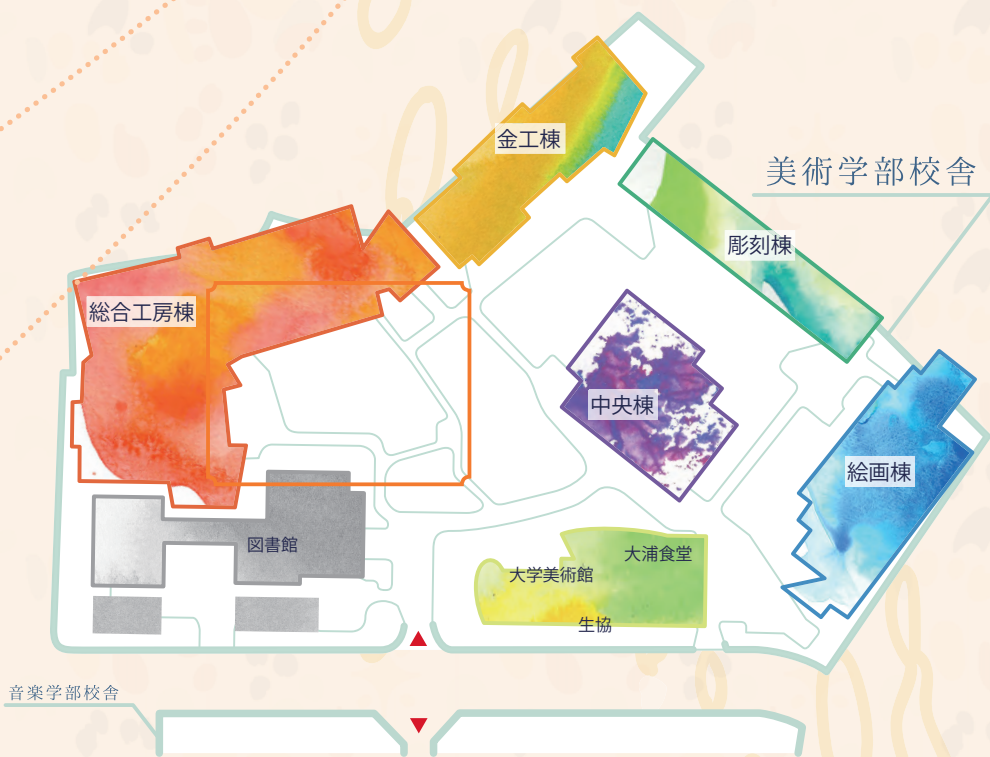 金工棟
美術学部校舎
彫刻棟
総合工房棟
中央棟
絵画棟
図書館
大浦食堂
大学美術館
生協
音楽学部校舎